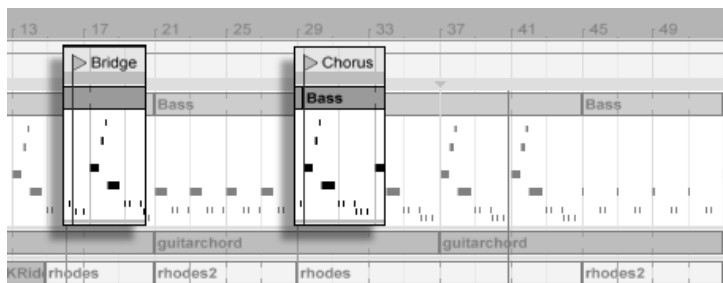 13 17 21 25 29 33 37 41 45 49
Bridge Chorus
Bass Bass Bass
guitarchord guitarchord
KRid rhodes rhodes2 rhodes rhodes2